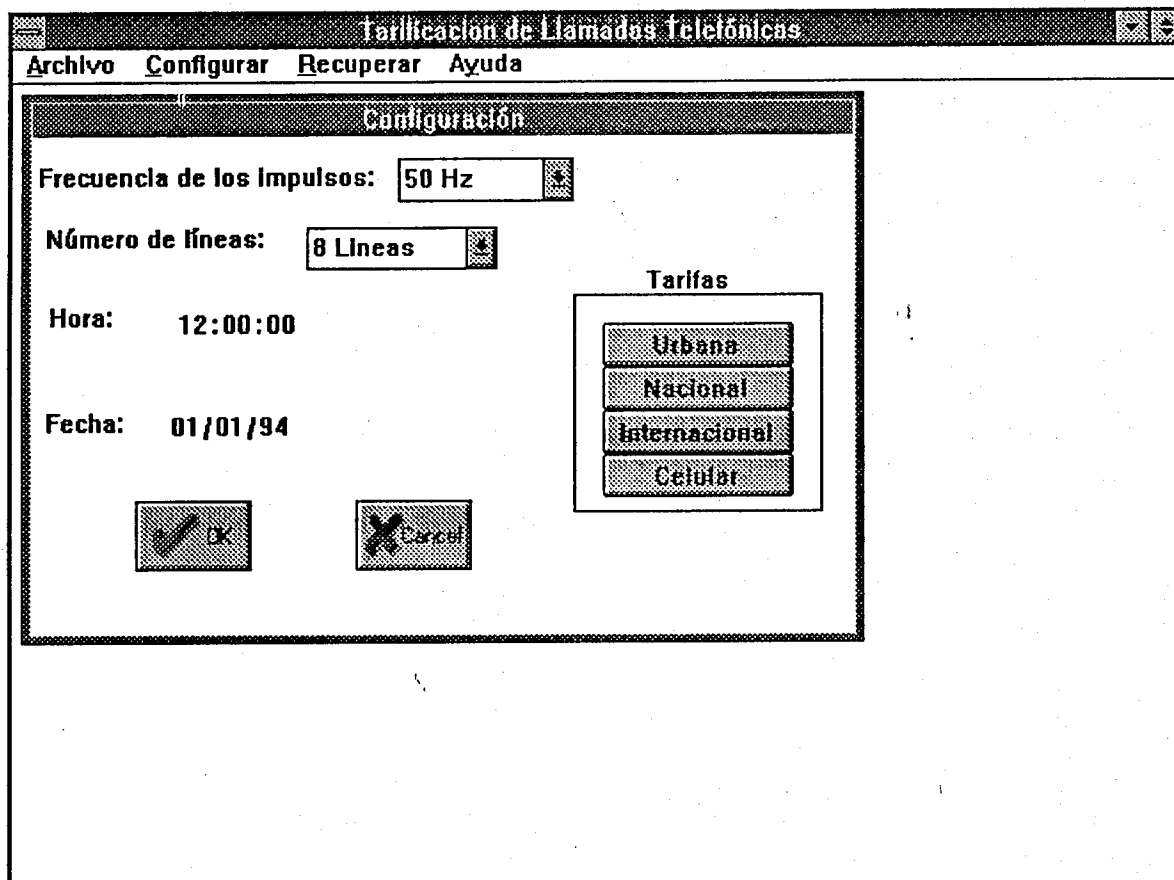 Tarificación de Llamadas Telefónicas
Archivo Configurar Recuperar Ayuda
Configuración
Frecuencia de los impulsos: 50 Hz
Número de líneas: 8 Lineas
Hora: 12:00:00
Fecha: 01/01/94
Tarifas
Urbana
Nacional
Internacional
Celular
OK
Cancel